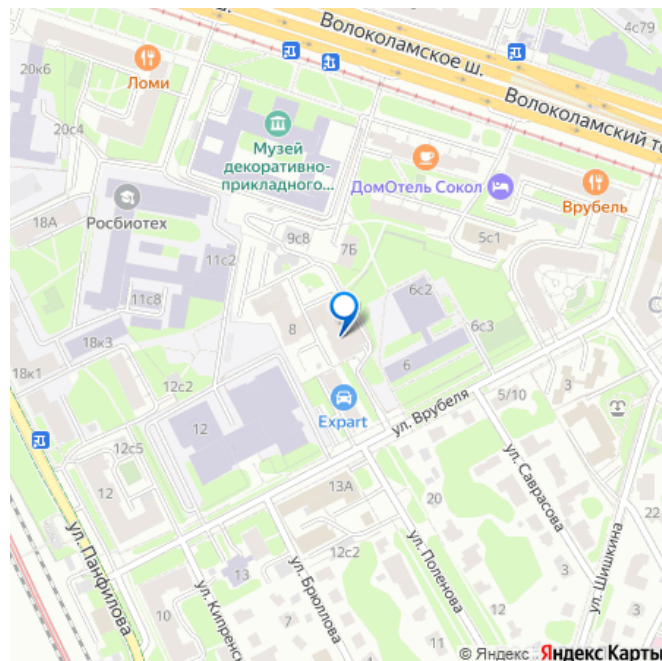 4с79
ш.
Волоколамское ш.
20к6
Ломи
Волоколамский
20с4
Музей
декоративно-
прикладного...
ДомОтель Сокол
Врубель
Росбиотех
18А
9с8
7Б
5с1
11с2
11с8
6с2
8
6с3
18к3
6
18к1
12с2
5/10
3
Expart
ул. Врубеля
12
12с5
ул. Саврасова
12
13А
20
22
ул. Панфилова
12с2
ул. Поленова
ул. Шишкина
13
3
3
10
ул. Брюллова
12
ул. Кипренс
11
11
© Яндекс Яндекс Карты